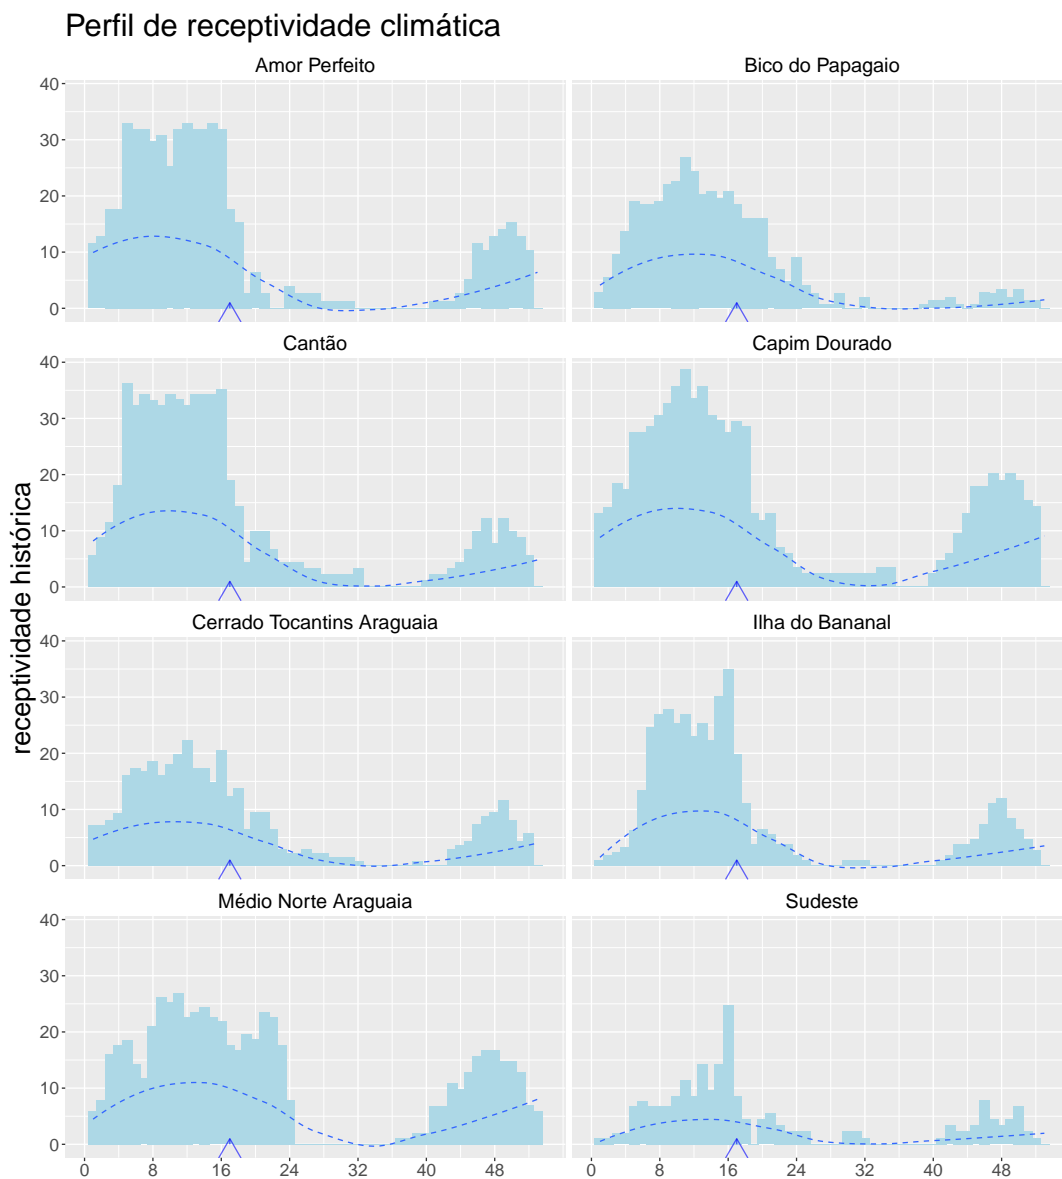 Perfil de receptividade climática
Amor Perfeito
Bico do Papagaio
40
30
20
10
0
Cantão
Capim Dourado
40
30
20
10
0
receptividade histórica
Cerrado Tocantins Araguaia
Ilha do Bananal
40
30
20
10
0
Médio Norte Araguaia
Sudeste
40
30
20
10
0
0 8 16 24 32 40 48
0 8 16 24 32 40 48